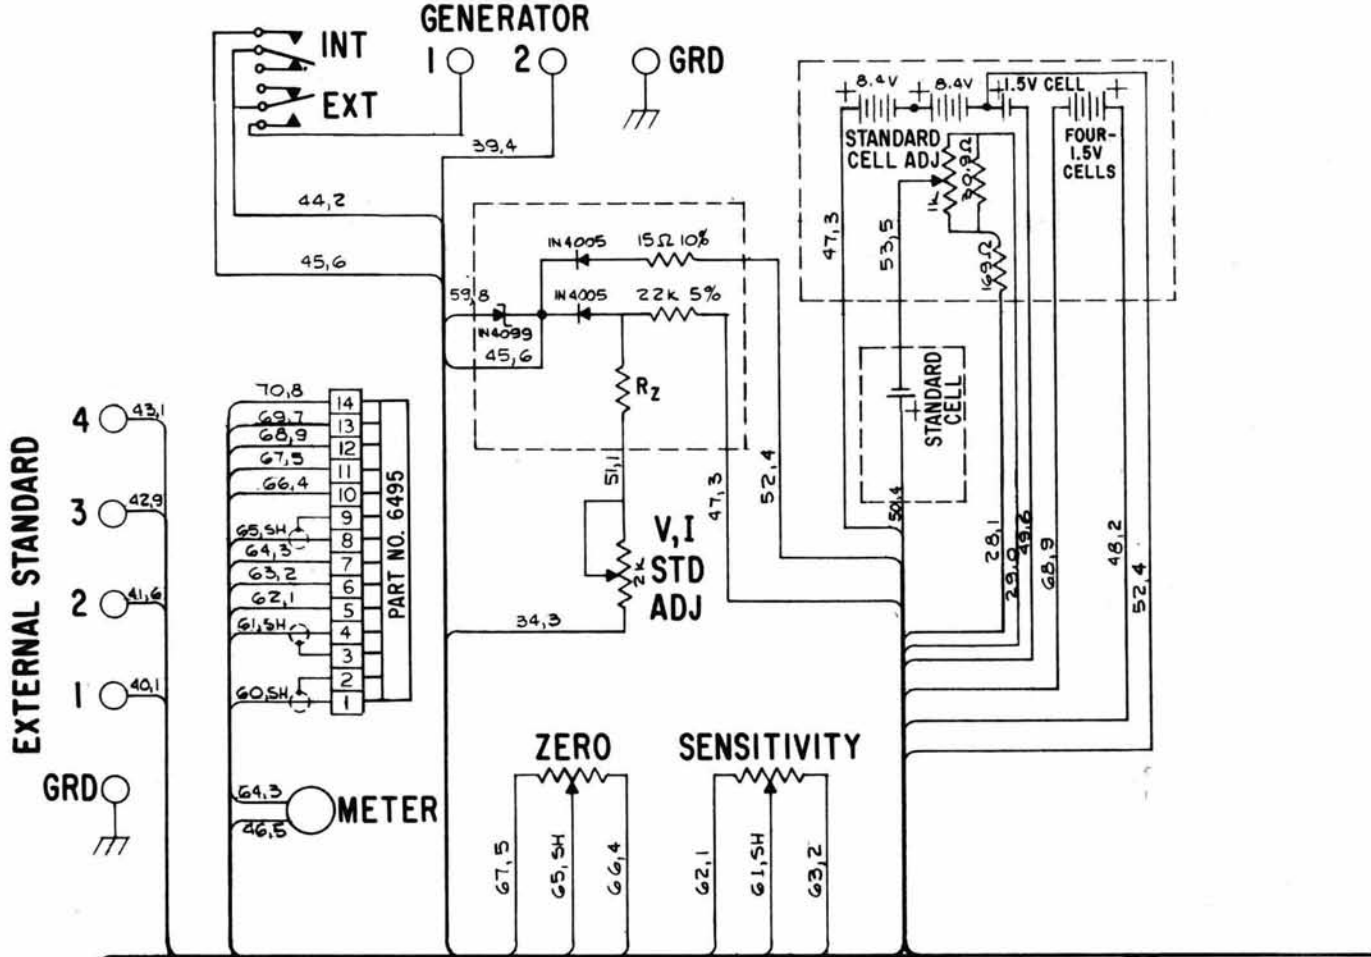 GENERATOR
INT
1
2
GRD
EXT
39,4
44,2
45,6
59,8
IN4005
15Ω 10%
IN4005
22K 5%
IN4099
45,6
Rz
51,1
47,3
52,4
V,I
STD
ADJ
2K
34,3
+
8.4V
+
8.4V
+
1.5V CELL
+
STANDARD
CELL ADJ
1K
169Ω
FOUR-
1.5V
CELLS
47,3
53,5
STANDARD
CELL
+
50,4
28,1
29,0
49,6
68,9
48,2
52,4
EXTERNAL STANDARD
4
43,1
3
42,9
2
41,6
1
40,1
GRD
70,8
14
69,7
13
68,9
12
67,5
11
66,4
10
9
65,SH
8
64,3
7
63,2
6
62,1
5
61,SH
4
3
2
60,SH
1
PART NO. 6495
64,3
METER
46,5
ZERO
67,5
65,SH
66,4
SENSITIVITY
62,1
61,SH
63,2